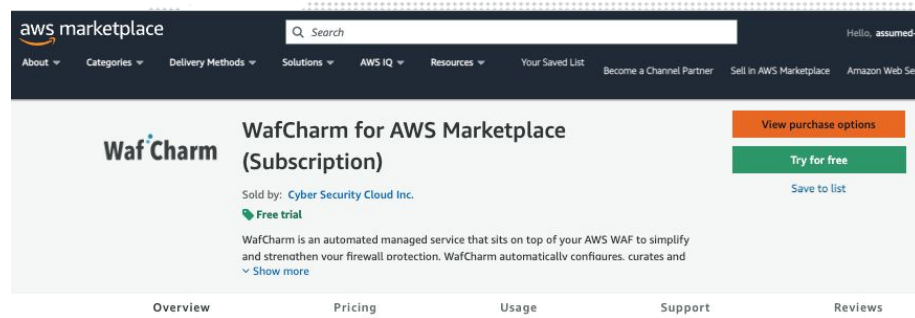 aws marketplace
Search
Hello, assumed-
About
Categories
Delivery Methods
Solutions
AWS IQ
Resources
Your Saved List
Become a Channel Partner
Sell in AWS Marketplace
Amazon Web Se
WafCharm
WafCharm for AWS Marketplace
(Subscription)
Sold by: Cyber Security Cloud Inc.
Free trial
WafCharm is an automated managed service that sits on top of your AWS WAF to simplify
and strengthen your firewall protection. WafCharm automatically configures, curates and
Show more
View purchase options
Try for free
Save to list
Overview
Pricing
Usage
Support
Reviews